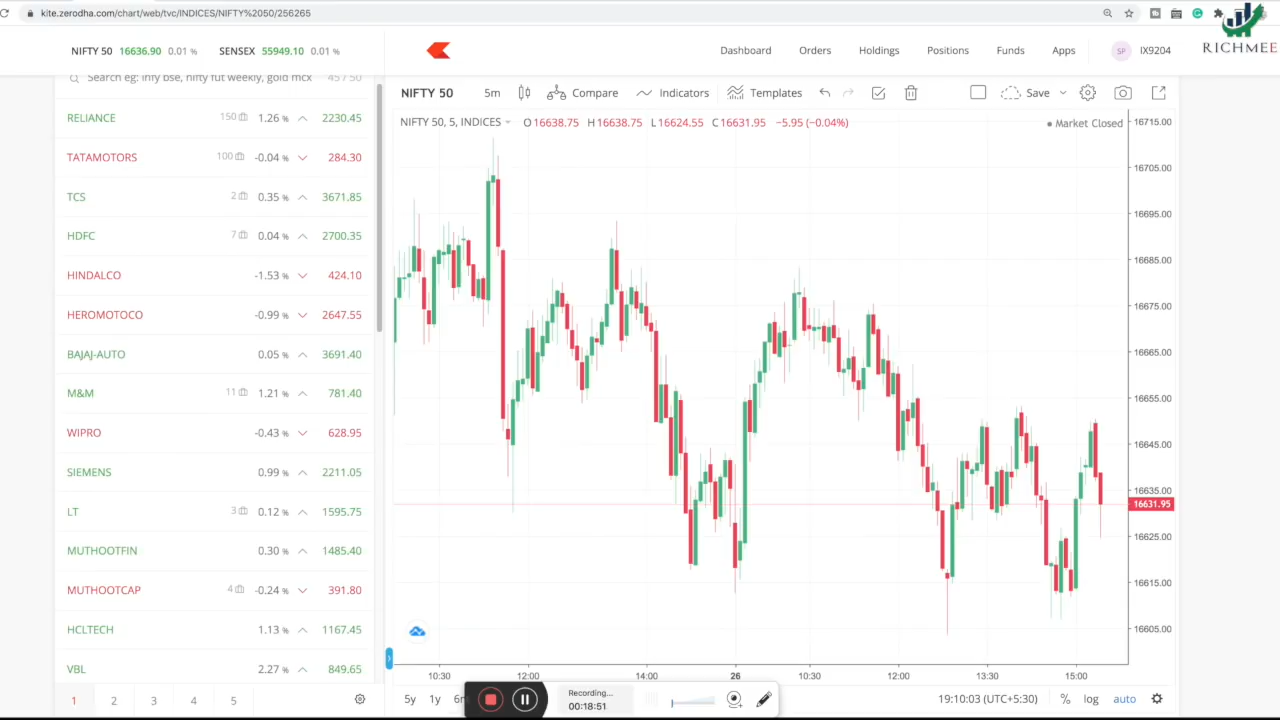 kite.zerodha.com/chart/web/tvc/INDICES/NIFTY%2050/256265
RICHMEE
NIFTY 50 16636.90 0.01 % SENSEX 55949.10 0.01 %
Dashboard Orders Holdings Positions Funds Apps SP IX9204
Search eg: infy bse, nifty fut weekly, gold mcx 45 / 50
RELIANCE 150 1.26 % 2230.45
TATAMOTORS 100 -0.04 % 284.30
TCS 2 0.35 % 3671.85
HDFC 7 0.04 % 2700.35
HINDALCO -1.53 % 424.10
HEROMOTOCO -0.99 % 2647.55
BAJAJ-AUTO 0.05 % 3691.40
M&M 11 1.21 % 781.40
WIPRO -0.43 % 628.95
SIEMENS 0.99 % 2211.05
LT 3 0.12 % 1595.75
MUTHOOTFIN 0.30 % 1485.40
MUTHOOTCAP 4 -0.24 % 391.80
HCLTECH 1.13 % 1167.45
VBL 2.27 % 849.65
1 2 3 4 5
NIFTY 50 5m Compare Indicators Templates Save
NIFTY 50, 5, INDICES O16638.75 H16638.75 L16624.55 C16631.95 -5.95 (-0.04%)
Market Closed
16715.00
16705.00
16695.00
16685.00
16675.00
16665.00
16655.00
16645.00
16635.00
16631.95
16625.00
16615.00
16605.00
10:30 12:00 14:00 26 10:30 12:00 13:30 15:00
5y 1y 6m
19:10:03 (UTC+5:30) % log auto
Recording...
00:18:51